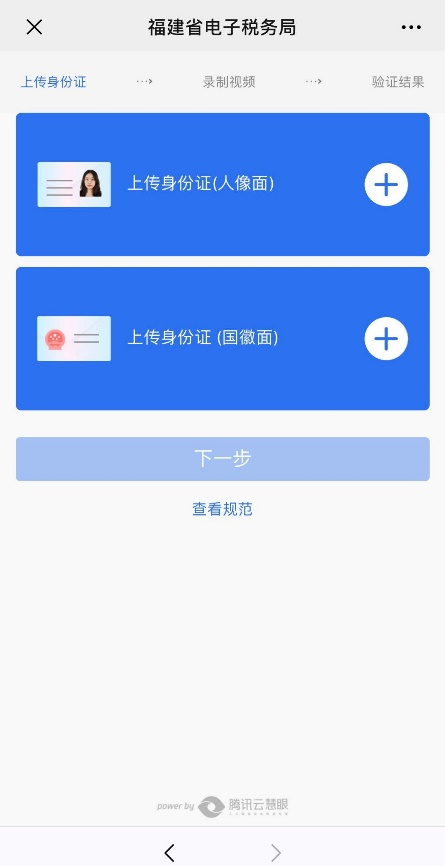 福建省电子税务局
上传身份证 录制视频 验证结果
上传身份证(人像面)
上传身份证 (国徽面)
下一步
查看规范
power by 腾讯云慧眼